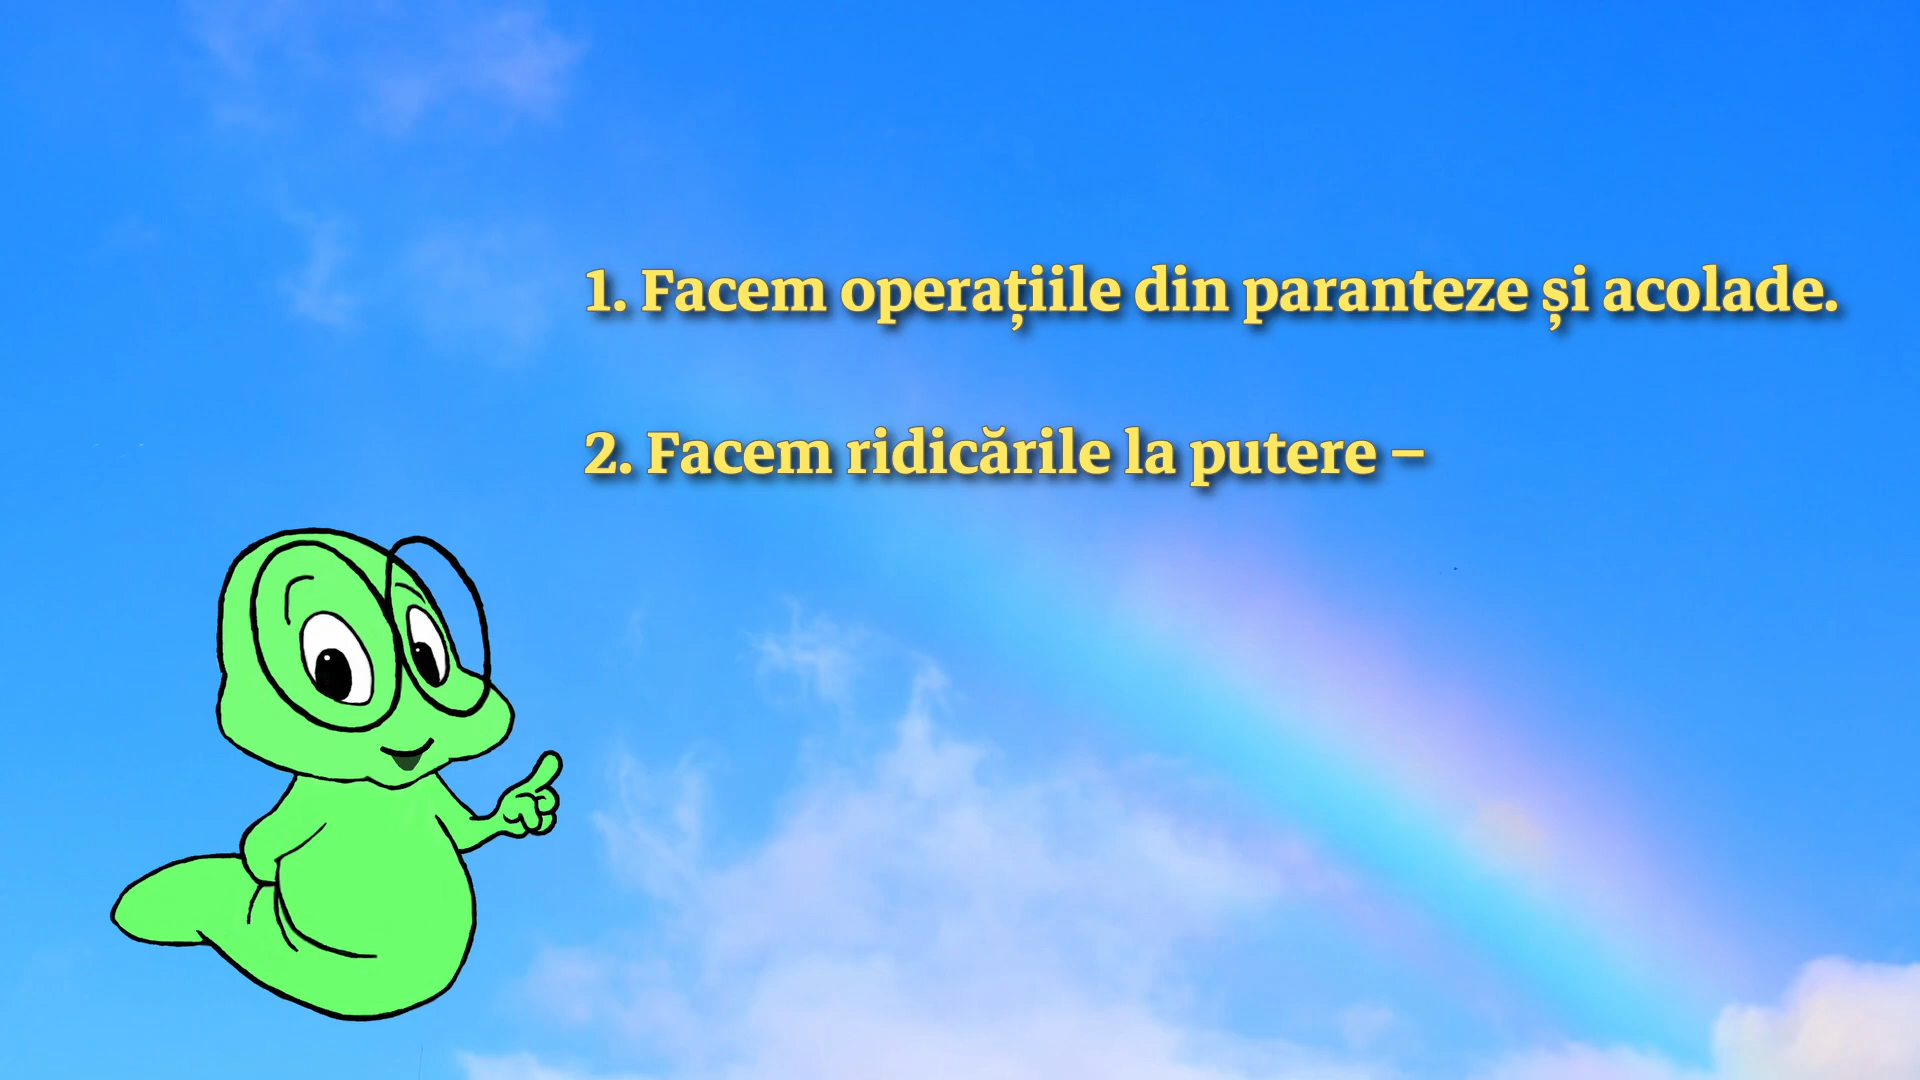 1. Facem operațiile din paranteze și acolade.
2. Facem ridicările la putere –